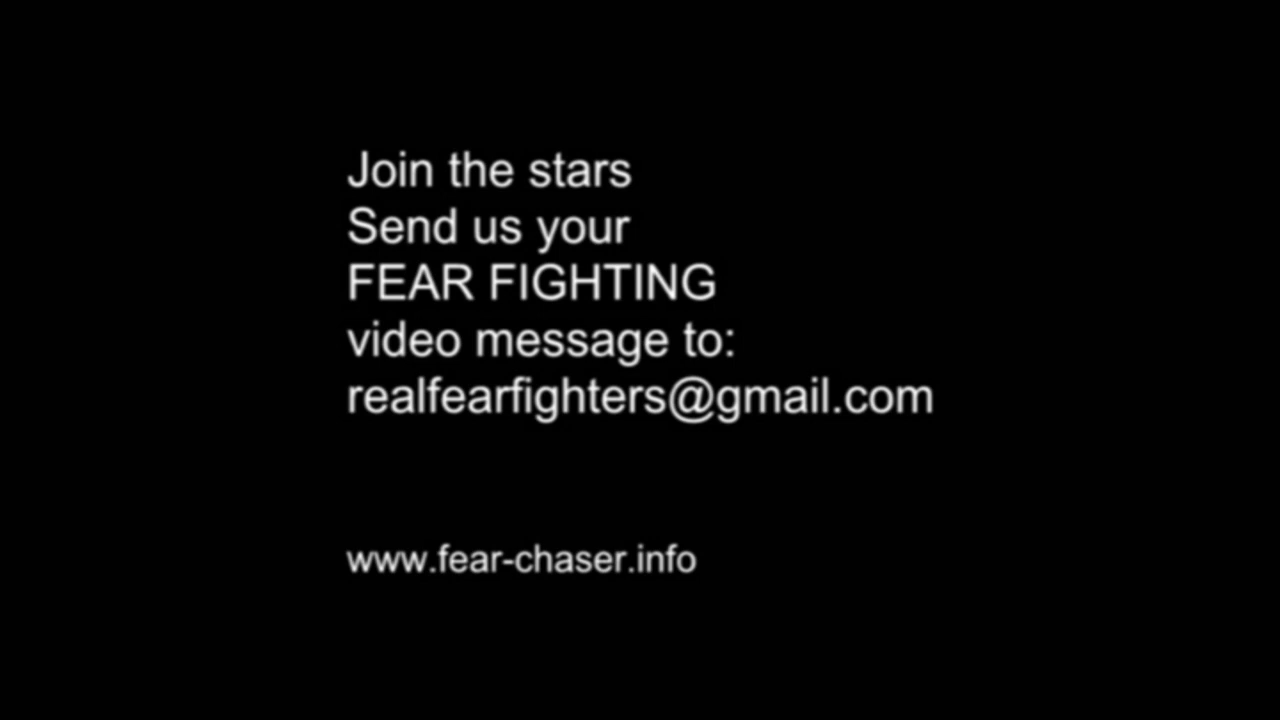 Join the stars
Send us your
FEAR FIGHTING
video message to:
realfearfighters@gmail.com
www.fear-chaser.info